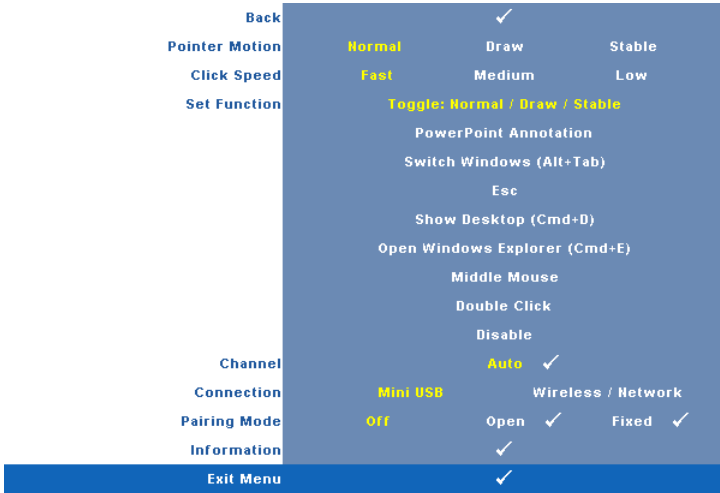 Back ✓
Pointer Motion Normal Draw Stable
Click Speed Fast Medium Low
Set Function Toggle: Normal / Draw / Stable
PowerPoint Annotation
Switch Windows (Alt+Tab)
Esc
Show Desktop (Cmd+D)
Open Windows Explorer (Cmd+E)
Middle Mouse
Double Click
Disable
Channel Auto ✓
Connection Mini USB Wireless / Network
Pairing Mode Off Open ✓ Fixed ✓
Information ✓
Exit Menu ✓